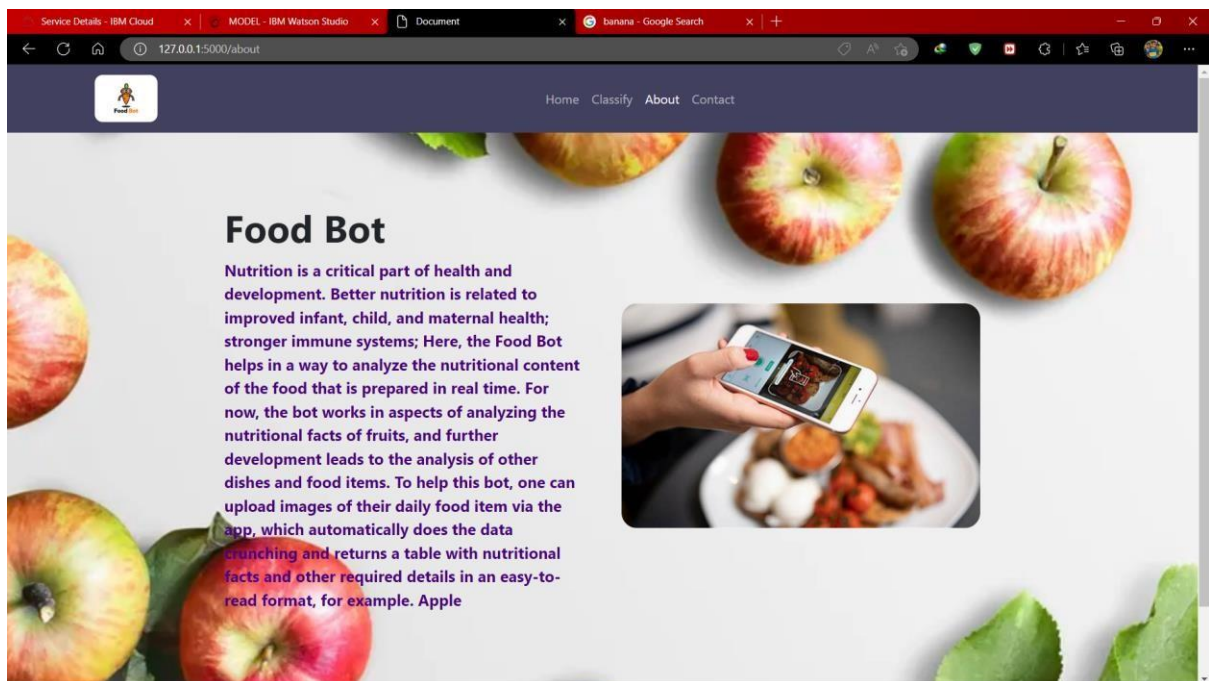 Service Details - IBM Cloud
MODEL - IBM Watson Studio
Document
banana - Google Search
127.0.0.1:5000/about
Food Bot
Home Classify About Contact
Food Bot
Nutrition is a critical part of health and
development. Better nutrition is related to
improved infant, child, and maternal health;
stronger immune systems; Here, the Food Bot
helps in a way to analyze the nutritional content
of the food that is prepared in real time. For
now, the bot works in aspects of analyzing the
nutritional facts of fruits, and further
development leads to the analysis of other
dishes and food items. To help this bot, one can
upload images of their daily food item via the
app, which automatically does the data
crunching and returns a table with nutritional
facts and other required details in an easy-to-
read format, for example. Apple